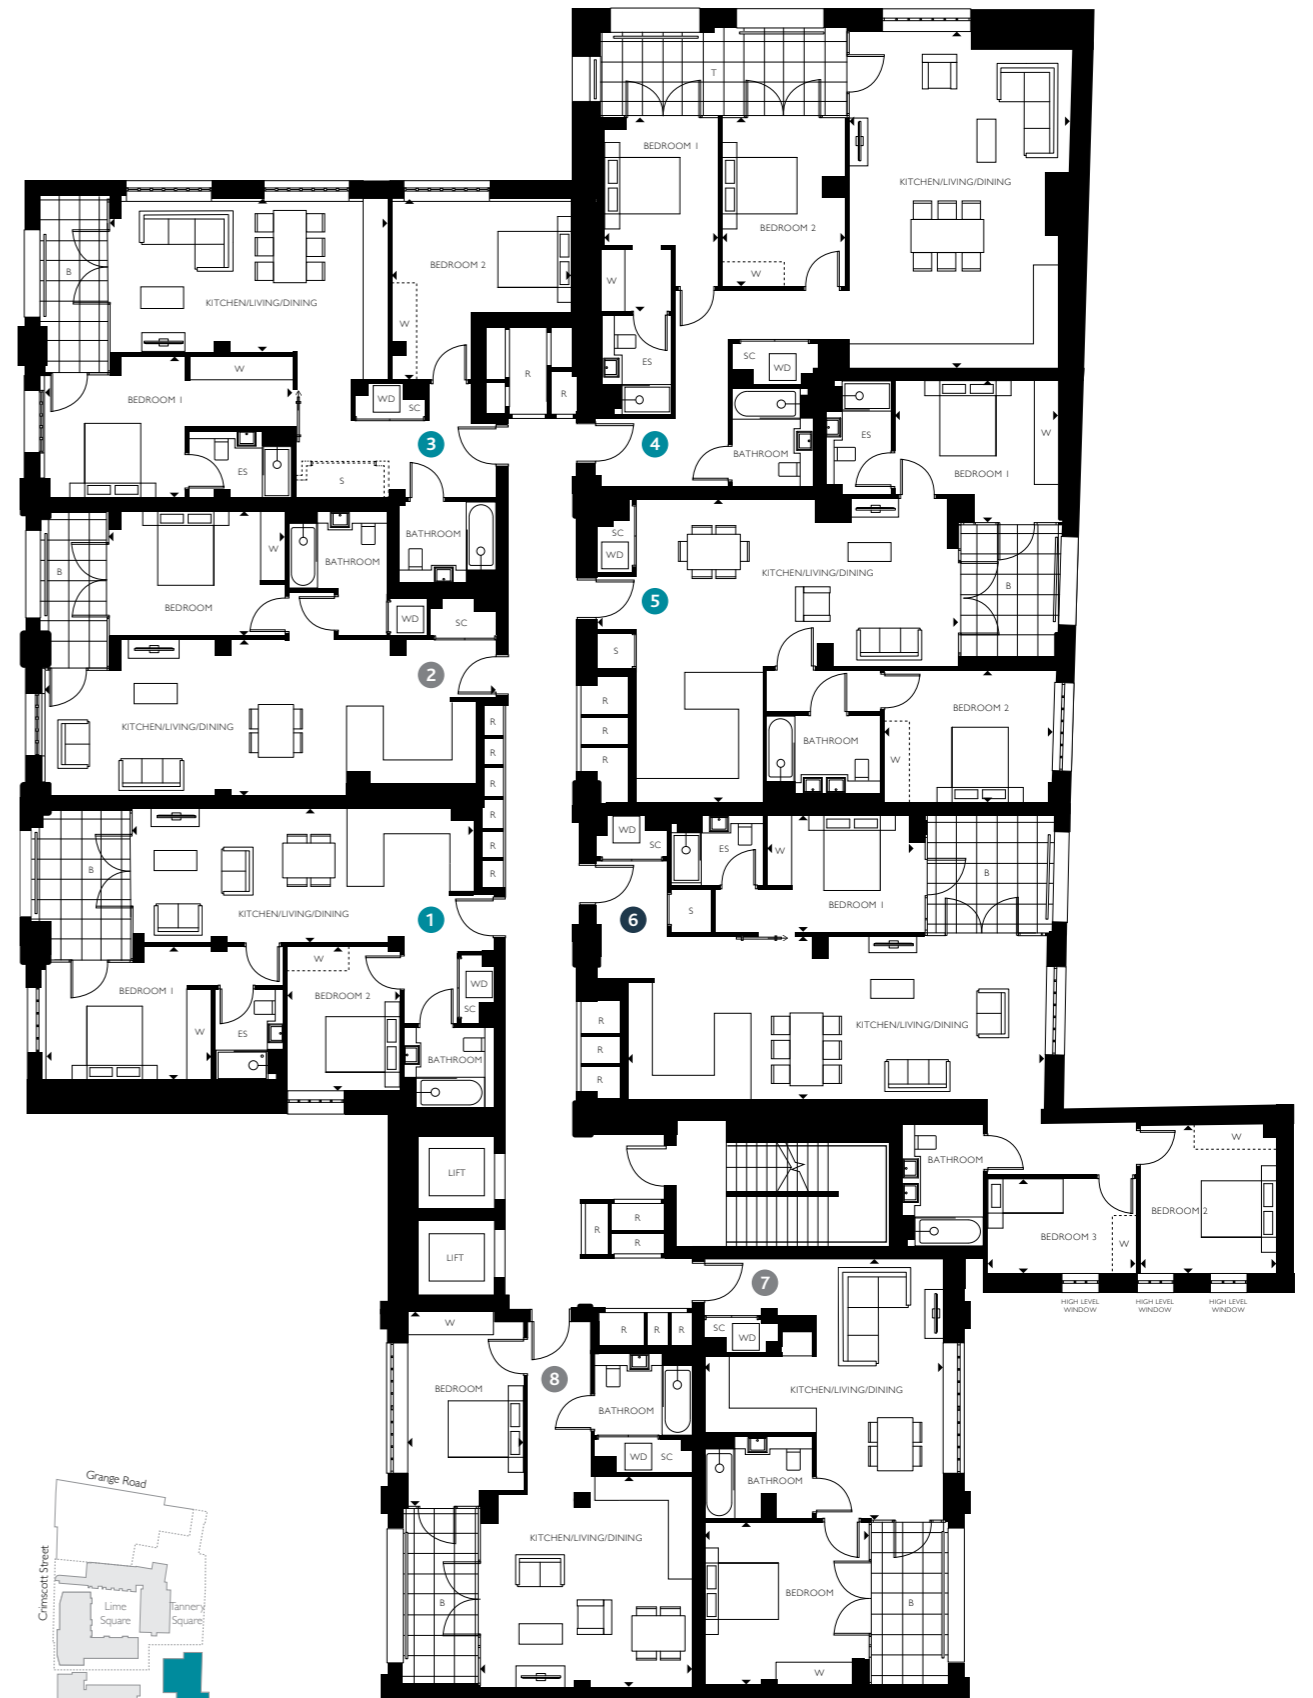 T
BEDROOM 1
KITCHEN/LIVING/DINING
BEDROOM 2
W
W
ES
SC
WD
BATHROOM
4
B
KITCHEN/LIVING/DINING
BEDROOM 2
W
R
R
W
BEDROOM 1
WD
SC
3
ES
S
BATHROOM
ES
BEDROOM 1
W
SC
WD
KITCHEN/LIVING/DINING
5
B
S
R
R
R
BEDROOM 2
BATHROOM
W
B
W
BATHROOM
BEDROOM
WD
SC
2
KITCHEN/LIVING/DINING
R
R
R
R
R
R
B
KITCHEN/LIVING/DINING
1
W
BEDROOM 1
BEDROOM 2
W
ES
WD
SC
BATHROOM
WD
SC
ES
W
BEDROOM 1
B
S
6
KITCHEN/LIVING/DINING
R
R
R
LIFT
LIFT
R
R
R
BATHROOM
W
BEDROOM 2
BEDROOM 3
W
HIGH LEVEL
WINDOW
HIGH LEVEL
WINDOW
HIGH LEVEL
WINDOW
7
SC
WD
KITCHEN/LIVING/DINING
BATHROOM
BEDROOM
B
W
R
R
R
W
BEDROOM
8
BATHROOM
WD
SC
KITCHEN/LIVING/DINING
B
Grange Road
Crimscott Street
Lime
Square
Tannery
Square